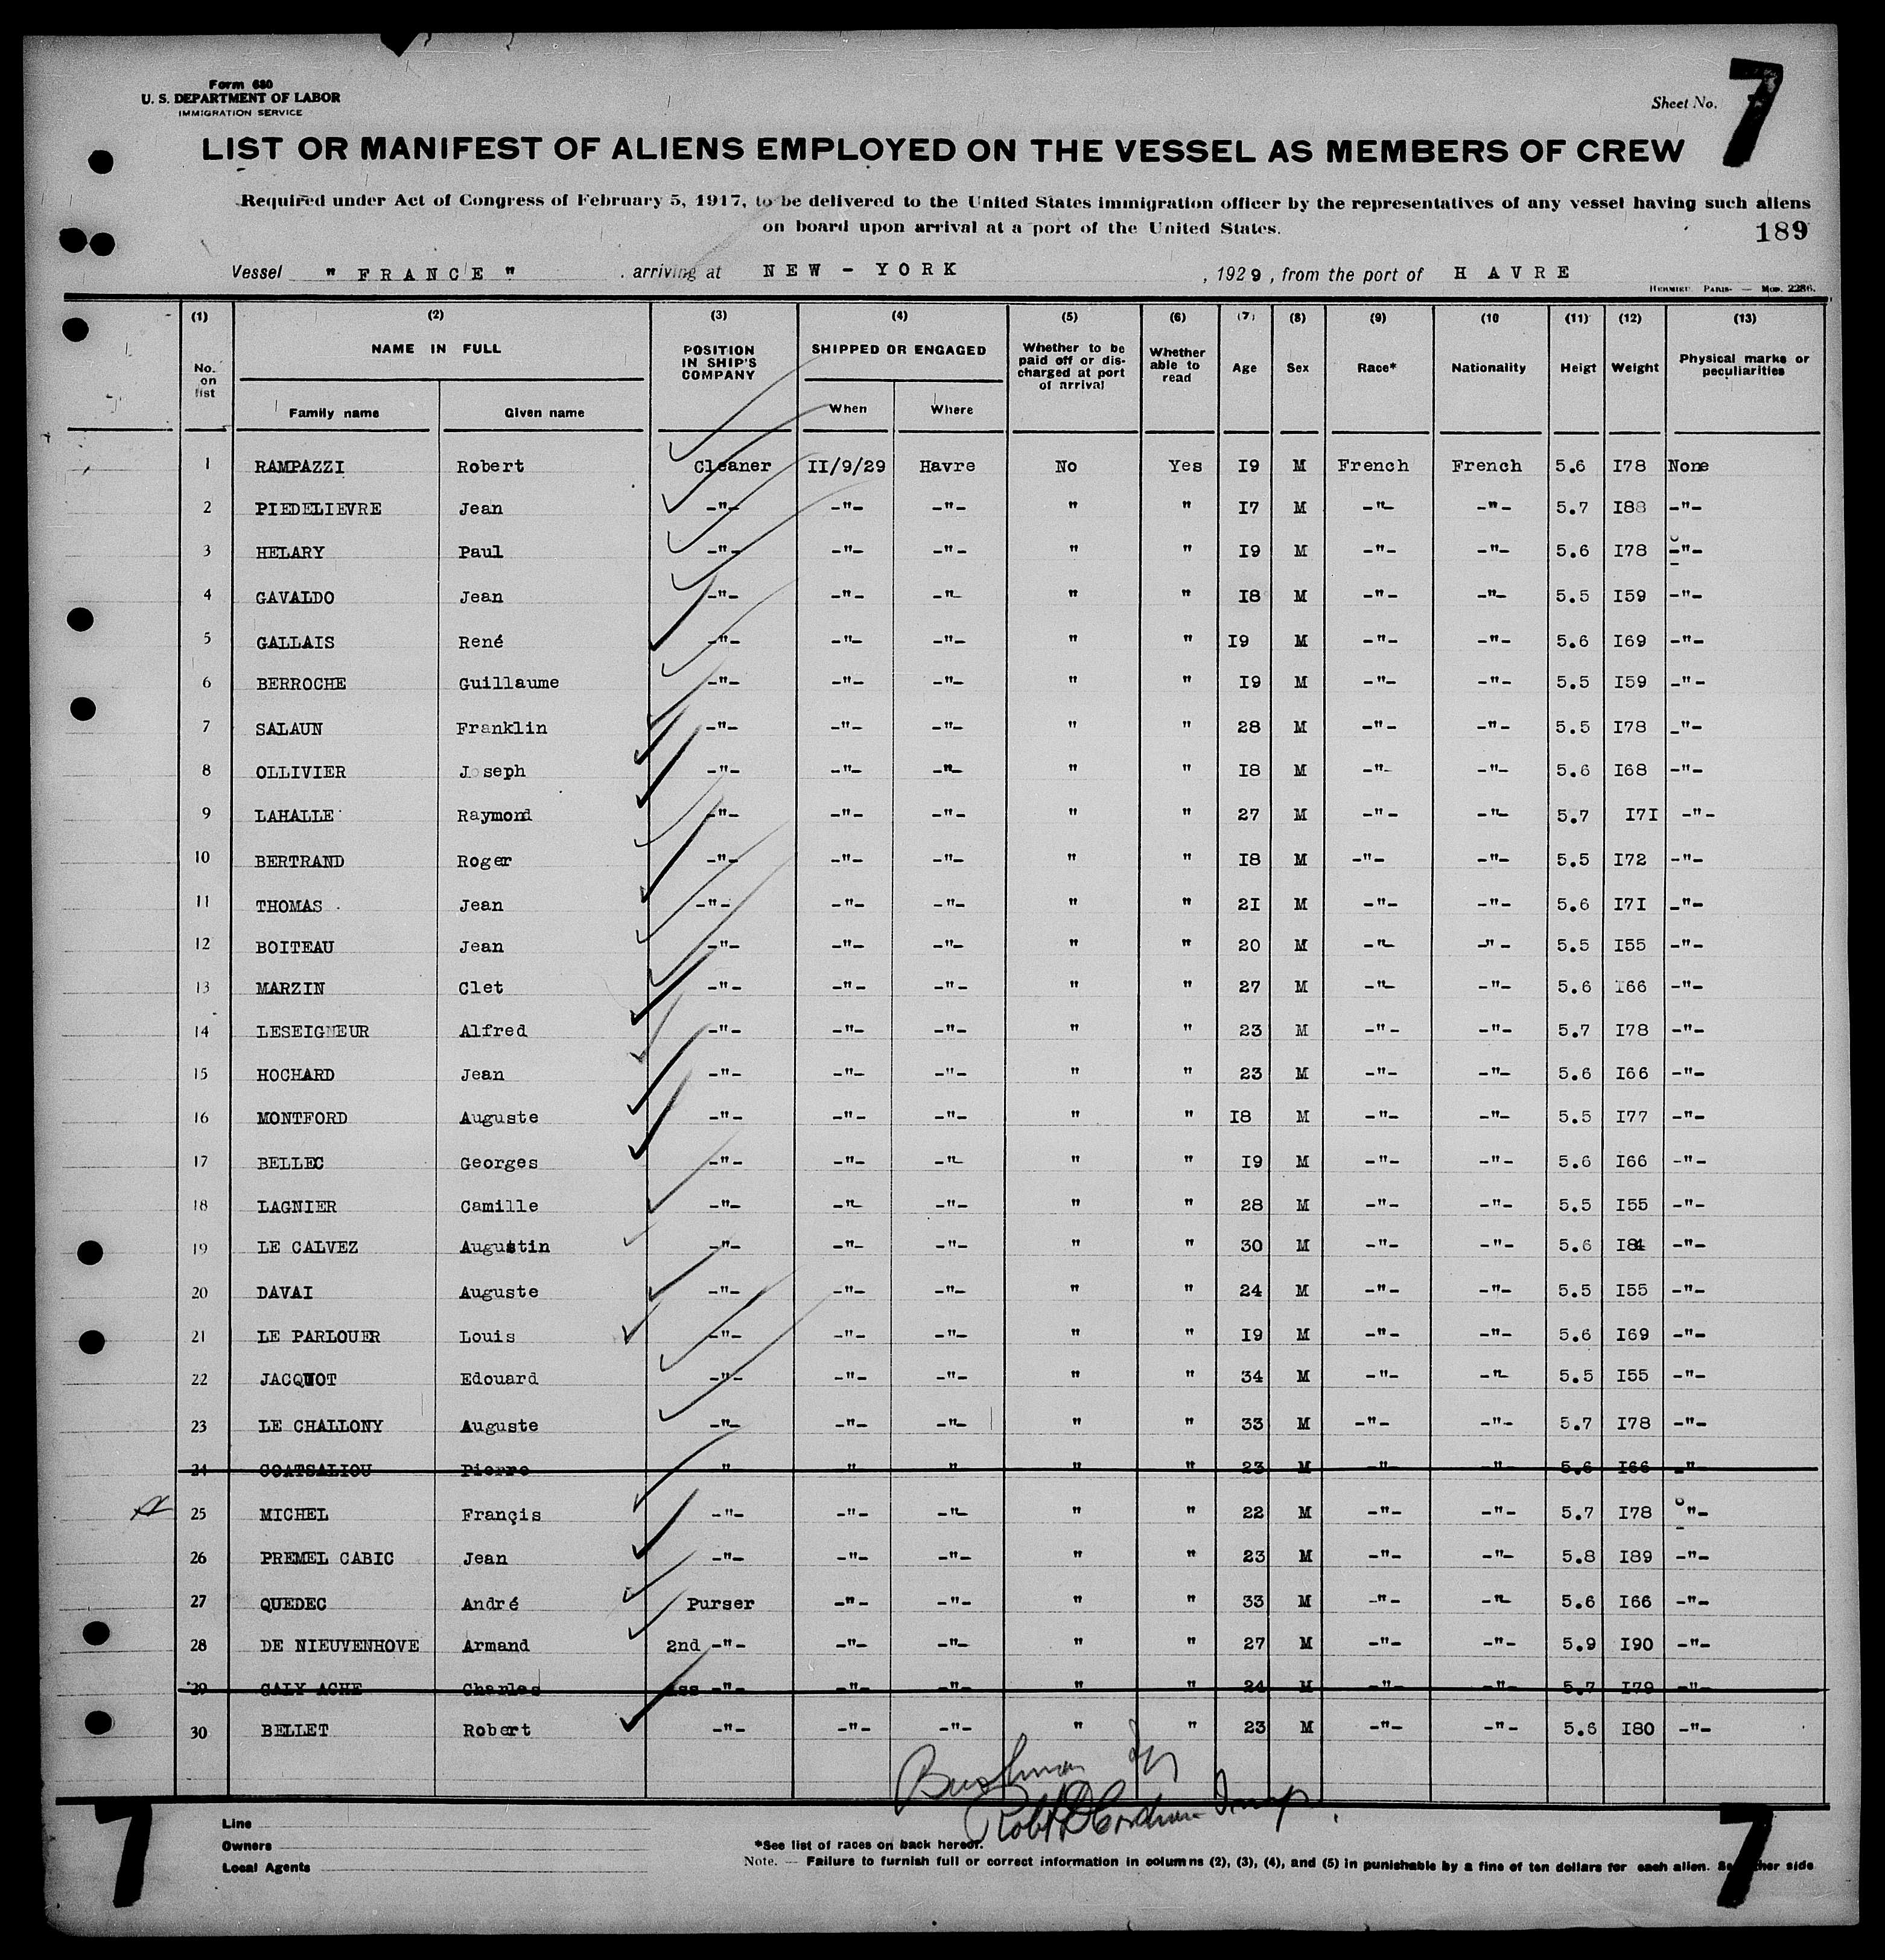 Form 680
U. S. DEPARTMENT OF LABOR
IMMIGRATION SERVICE
Sheet No. 7
LIST OR MANIFEST OF ALIENS EMPLOYED ON THE VESSEL AS MEMBERS OF CREW
Required under Act of Congress of February 5, 1917, to be delivered to the United States immigration officer by the representatives of any vessel having such aliens
on board upon arrival at a port of the United States.
189
Vessel " FRANCE " , arriving at NEW - YORK , 1929, from the port of HAVRE
HERMIEU PARIS — MOD. 2286.
(1) (2) (3) (4) (5) (6) (7) (8) (9) (10 (11) (12) (13)
No. on list NAME IN FULL Family name Given name POSITION IN SHIP'S COMPANY SHIPPED OR ENGAGED When Where Whether to be paid off or discharged at port of arrival Whether able to read Age Sex Race* Nationality Heigt Weight Physical marks or peculiarities
1 RAMPAZZI Robert Cleaner II/9/29 Havre No Yes I9 M French French 5.6 I78 None
2 PIEDELIEVRE Jean -"- -"- -"- " " I7 M -"- -"- 5.7 I88 -"-
3 HELARY Paul -"- -"- -"- " " I9 M -"- -"- 5.6 I78 -"-
4 GAVALDO Jean -"- -"- -"- " " I8 M -"- -"- 5.5 I59 -"-
5 GALLAIS René -"- -"- -"- " " I9 M -"- -"- 5.6 I69 -"-
6 BERROCHE Guillaume -"- -"- -"- " " I9 M -"- -"- 5.5 I59 -"-
7 SALAUN Franklin -"- -"- -"- " " 28 M -"- -"- 5.5 I78 -"-
8 OLLIVIER Joseph -"- -"- -"- " " I8 M -"- -"- 5.6 I68 -"-
9 LAHALLE Raymond -"- -"- -"- " " 27 M -"- -"- 5.7 I7I -"-
10 BERTRAND Roger -"- -"- -"- " " I8 M -"- -"- 5.5 I72 -"-
11 THOMAS Jean -"- -"- -"- " " 2I M -"- -"- 5.6 I7I -"-
12 BOITEAU Jean -"- -"- -"- " " 20 M -"- -"- 5.5 I55 -"-
13 MARZIN Clet -"- -"- -"- " " 27 M -"- -"- 5.6 I66 -"-
14 LESEIGNEUR Alfred -"- -"- -"- " " 23 M -"- -"- 5.7 I78 -"-
15 HOCHARD Jean -"- -"- -"- " " 23 M -"- -"- 5.6 I66 -"-
16 MONTFORD Auguste -"- -"- -"- " " I8 M -"- -"- 5.5 I77 -"-
17 BELLEC Georges -"- -"- -"- " " I9 M -"- -"- 5.6 I66 -"-
18 LAGNIER Camille -"- -"- -"- " " 28 M -"- -"- 5.5 I55 -"-
19 LE CALVEZ Augustin -"- -"- -"- " " 30 M -"- -"- 5.6 I84 -"-
20 DAVAI Auguste -"- -"- -"- " " 24 M -"- -"- 5.5 I55 -"-
21 LE PARLOUER Louis -"- -"- -"- " " I9 M -"- -"- 5.6 I69 -"-
22 JACQUOT Edouard -"- -"- -"- " " 34 M -"- -"- 5.5 I55 -"-
23 LE CHALLONY Auguste -"- -"- -"- " " 33 M -"- -"- 5.7 I78 -"-
24 COATSALIOU Pierre " " " " " 23 M -"- -"- 5.6 I66 -"-
25 MICHEL Françis -"- -"- -"- " " 22 M -"- -"- 5.7 I78 "-
26 PREMEL CABIC Jean -"- -"- -"- " " 23 M -"- -"- 5.8 I89 -"-
27 QUEDEC André Purser -"- -"- " " 33 M -"- -"- 5.6 I66 -"-
28 DE NIEUVENHOVE Armand 2nd -"- -"- -"- " " 27 M -"- -"- 5.9 I90 -"-
29 GALY ACHE Charles Ass -"- -"- -"- " " 24 M -"- -"- 5.7 I79 -"-
30 BELLET Robert -"- -"- -"- " " 23 M -"- -"- 5.6 I80 -"-
7 7
Line
Owners
Local Agents
*See list of races on back hereof.
Note. — Failure to furnish full or correct information in columns (2), (3), (4), and (5) in punishable by a fine of ten dollars for each alien. See other side